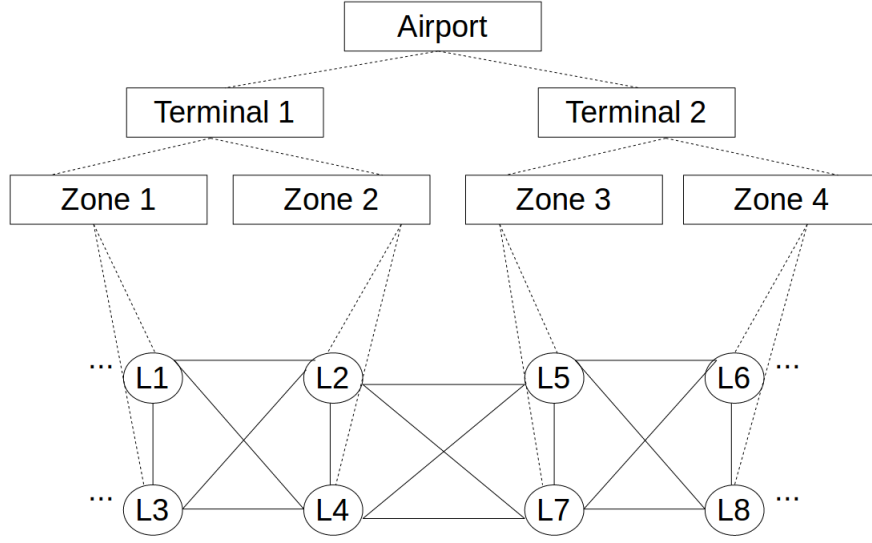 Airport
Terminal 1
Terminal 2
Zone 1
Zone 2
Zone 3
Zone 4
... L1 L2 L5 L6 ...
... L3 L4 L7 L8 ...